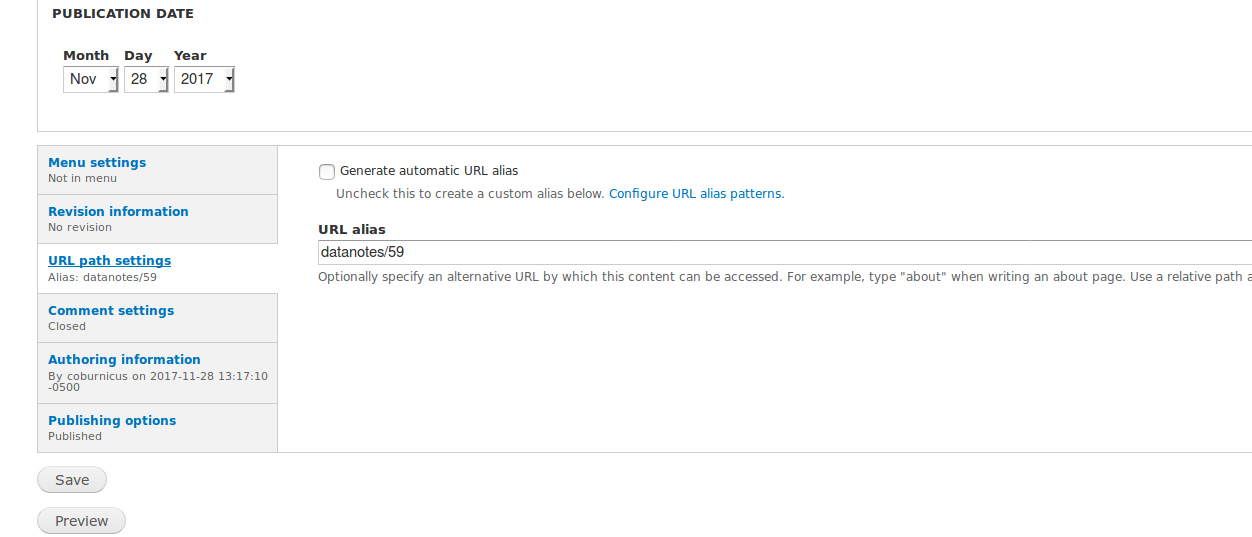 PUBLICATION DATE
Month Day Year
Nov 28 2017
Menu settings
Not in menu
Revision information
No revision
URL path settings
Alias: datanotes/59
Comment settings
Closed
Authoring information
By coburnicus on 2017-11-28 13:17:10
-0500
Publishing options
Published
Generate automatic URL alias
Uncheck this to create a custom alias below. Configure URL alias patterns.
URL alias
datanotes/59
Optionally specify an alternative URL by which this content can be accessed. For example, type "about" when writing an about page. Use a relative path a
Save
Preview